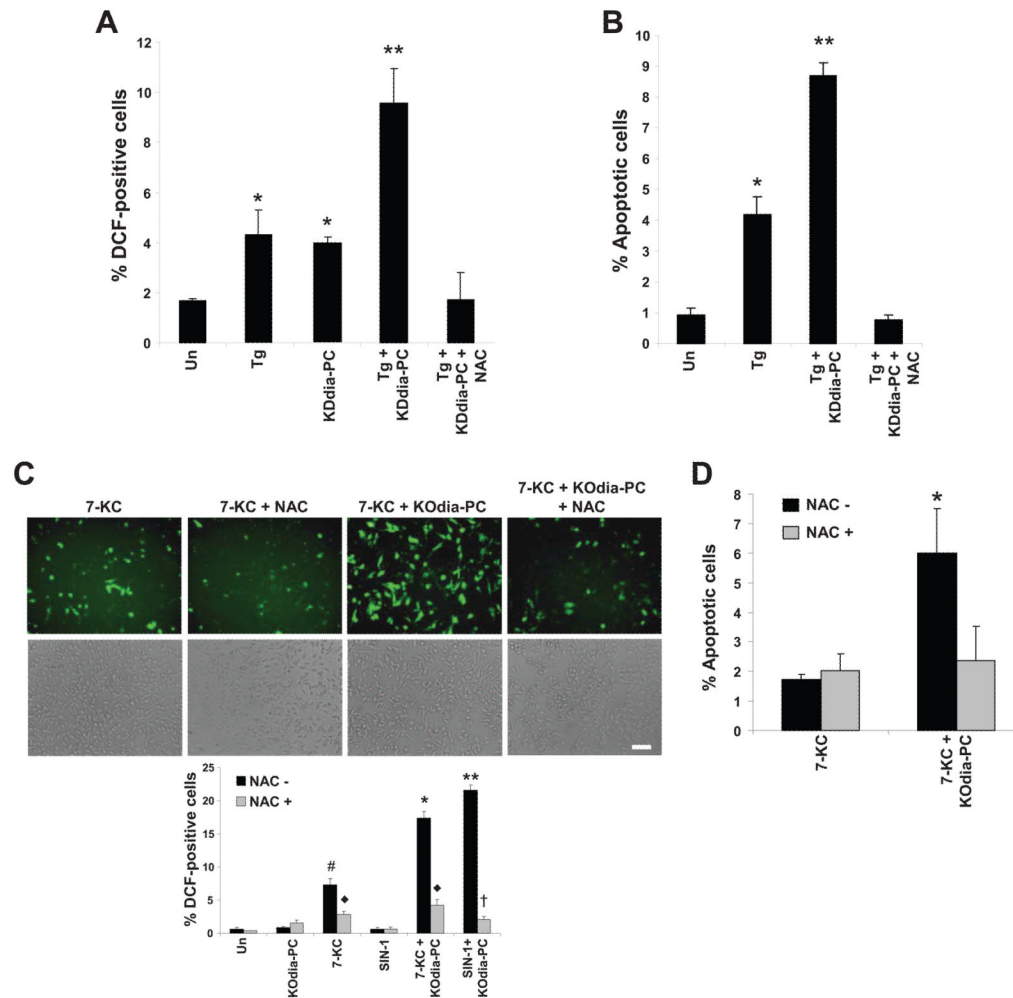 A
% DCF-positive cells
12
10
8
6
4
2
0
*
*
**
Un
Tg
KDdia-PC
Tg +
KDdia-PC
Tg +
KDdia-PC +
NAC
B
% Apoptotic cells
10
9
8
7
6
5
4
3
2
1
0
*
**
Un
Tg
Tg +
KDdia-PC
Tg +
KDdia-PC +
NAC
C
7-KC
7-KC + NAC
7-KC + KOdia-PC
7-KC + KOdia-PC
+ NAC
% DCF-positive cells
25
20
15
10
5
0
NAC -
NAC +
#
◆
*
◆
**
†
Un
KOdia-PC
7-KC
SIN-1
7-KC +
KOdia-PC
SIN-1+
KOdia-PC
D
% Apoptotic cells
8
7
6
5
4
3
2
1
0
NAC -
NAC +
*
7-KC
7-KC +
KOdia-PC